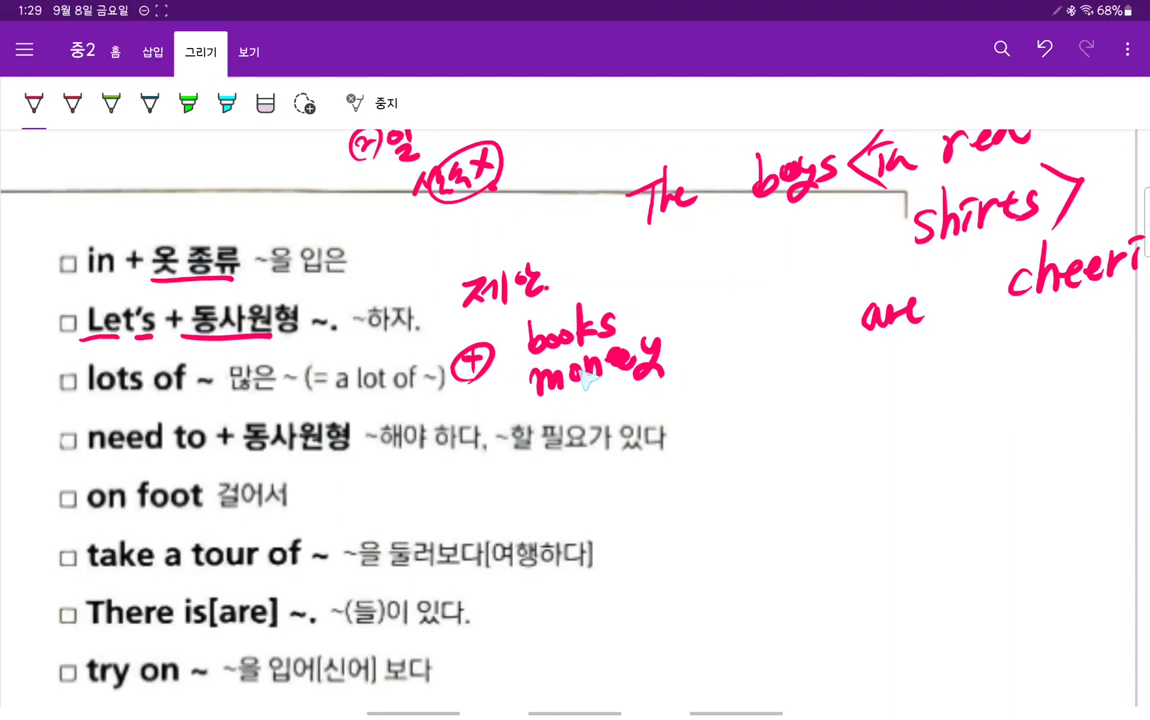 1:29 9월 8일 금요일 68%
중2 홈 삽입 그리기 보기
중지
일 The boys <in red shirts> cheeri
are
□ in + 옷 종류 ~을 입은
제안.
□ Let's + 동사원형 ~. ~하자.
books
□ lots of ~ 많은 ~ (= a lot of ~) + money
□ need to + 동사원형 ~해야 하다, ~할 필요가 있다
□ on foot 걸어서
□ take a tour of ~ ~을 둘러보다[여행하다]
□ There is[are] ~. ~(들)이 있다.
□ try on ~ ~을 입어[신어] 보다